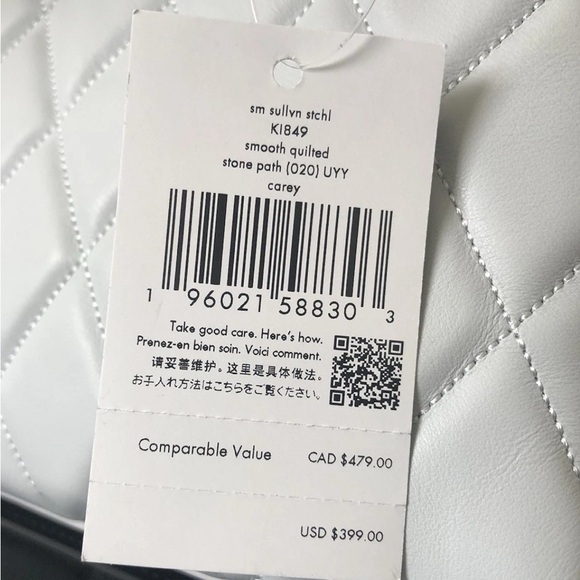 sm sullvn stchl
KI849
smooth quilted
stone path (020) UYY
carey
1 96021 58830 3
Take good care. Here's how.
Prenez-en bien soin. Voici comment.
请妥善维护。这里是具体做法。
お手入れ方法はこちらをご覧ください。
Comparable Value CAD $479.00
USD $399.00